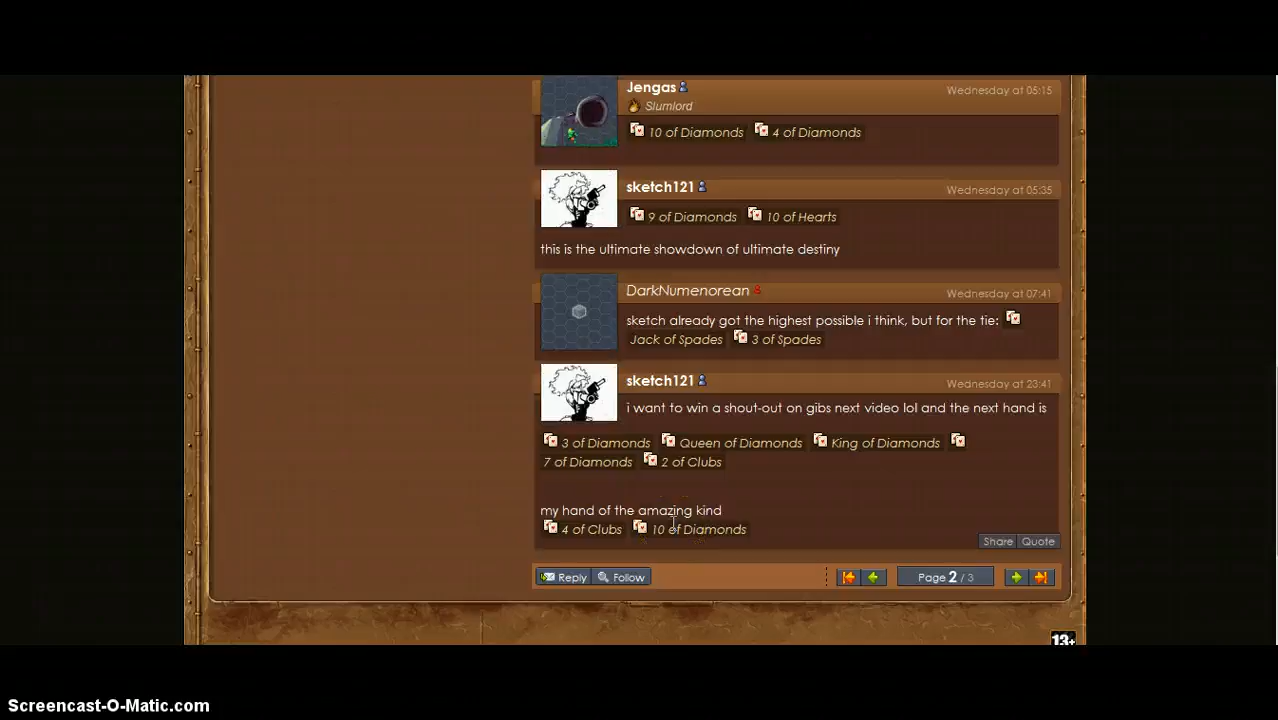 Jengas
Wednesday at 05:15
Slumlord
10 of Diamonds 4 of Diamonds
sketch121
Wednesday at 05:35
9 of Diamonds 10 of Hearts
this is the ultimate showdown of ultimate destiny
DarkNumenorean
Wednesday at 07:41
sketch already got the highest possible i think, but for the tie:
Jack of Spades 3 of Spades
sketch121
Wednesday at 23:41
i want to win a shout-out on gibs next video lol and the next hand is
3 of Diamonds Queen of Diamonds King of Diamonds
7 of Diamonds 2 of Clubs
my hand of the amazing kind
4 of Clubs 10 of Diamonds
Share Quote
Reply Follow Page 2 / 3
13+
Screencast-O-Matic.com